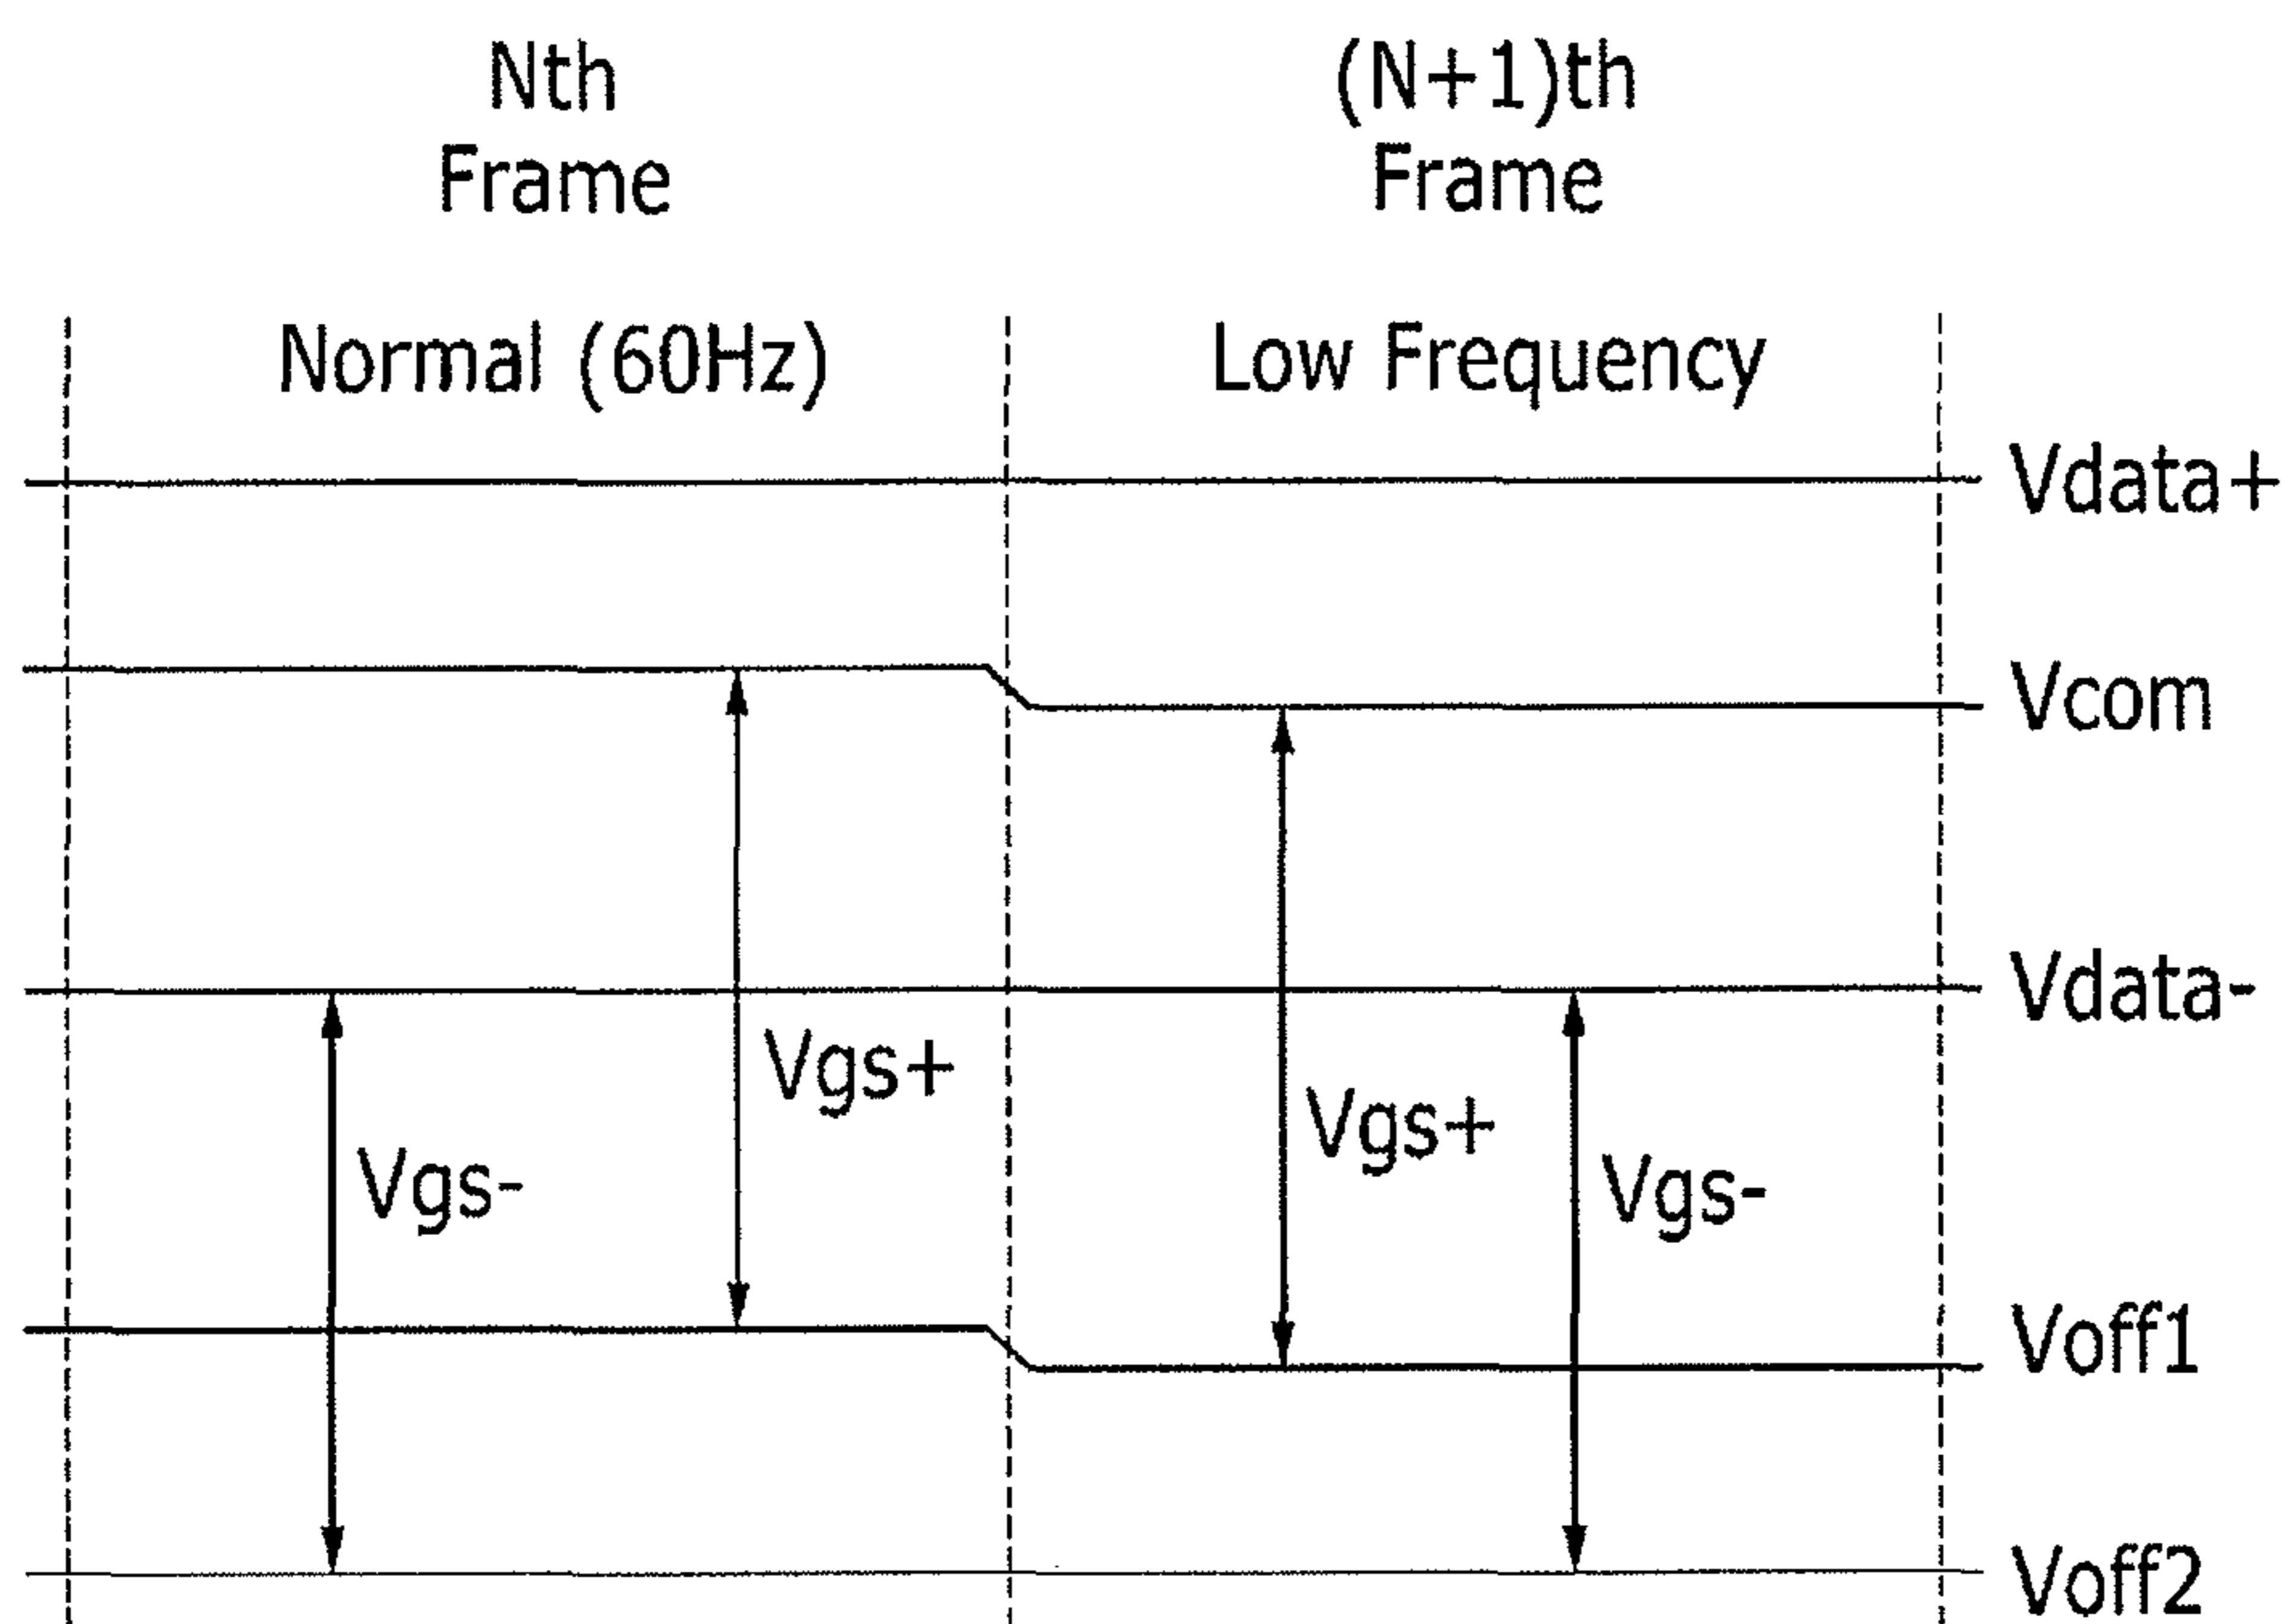 Nth
Frame
(N+1)th
Frame
Normal (60Hz)
Low Frequency
Vdata+
Vcom
Vdata-
Vgs+
Vgs+
Vgs-
Vgs-
Voff1
Voff2